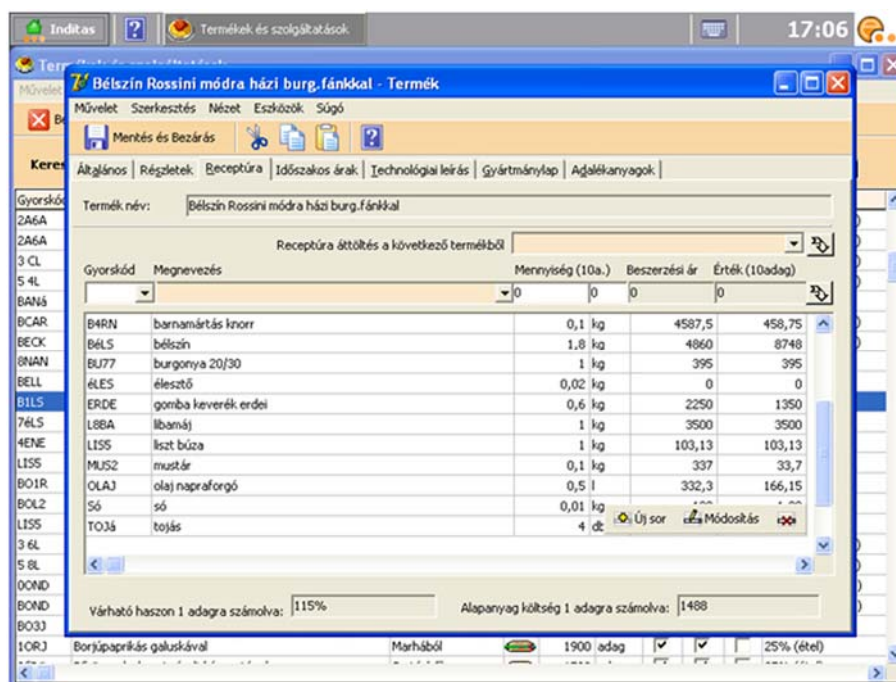 Indítas
Termékek és szolgáltatások
17:06
Bélszín Rossini módra házi burg.fánkkal - Termék
Művelet
Művelet Szerkesztés Nézet Eszközök Súgó
Mentés és Bezárás
Keres
Általános Részletek Receptúra Időszakos árak Technológiai leírás Gyártmánylap Adalékanyagok
Termék név: Bélszín Rossini módra házi burg.fánkkal
Receptúra áttöltés a következő termékből
Gyorskód Megnevezés Mennyiség (10a.) Beszerzési ár Érték (10adag)
0 0 0 0
Gyorskód
2A6A
2A6A
3 CL
5 4L
BANá
BCAR
BECK
8NAN
BELL
B1LS
7éLS
4ENE
LIS5
BO1R
BOL2
LIS5
3 6L
5 8L
0OND
BOND
BO3J
B4RN barnamártás knorr 0,1 kg 4587,5 458,75
BéLS bélszín 1,8 kg 4860 8748
BU77 burgonya 20/30 1 kg 395 395
éLES élesztő 0,02 kg 0 0
ERDE gomba keverék erdei 0,6 kg 2250 1350
L8BA libamáj 1 kg 3500 3500
LIS5 liszt búza 1 kg 103,13 103,13
MUS2 mustár 0,1 kg 337 33,7
OLAJ olaj napraforgó 0,5 l 332,3 166,15
Só só 0,01 kg
TOJá tojás 4 db
Új sor Módosítás
Várható haszon 1 adagra számolva: 115% Alapanyag költség 1 adagra számolva: 1488
1ORJ Borjúpaprikás galuskával Marhából 1900 adag 25% (étel)